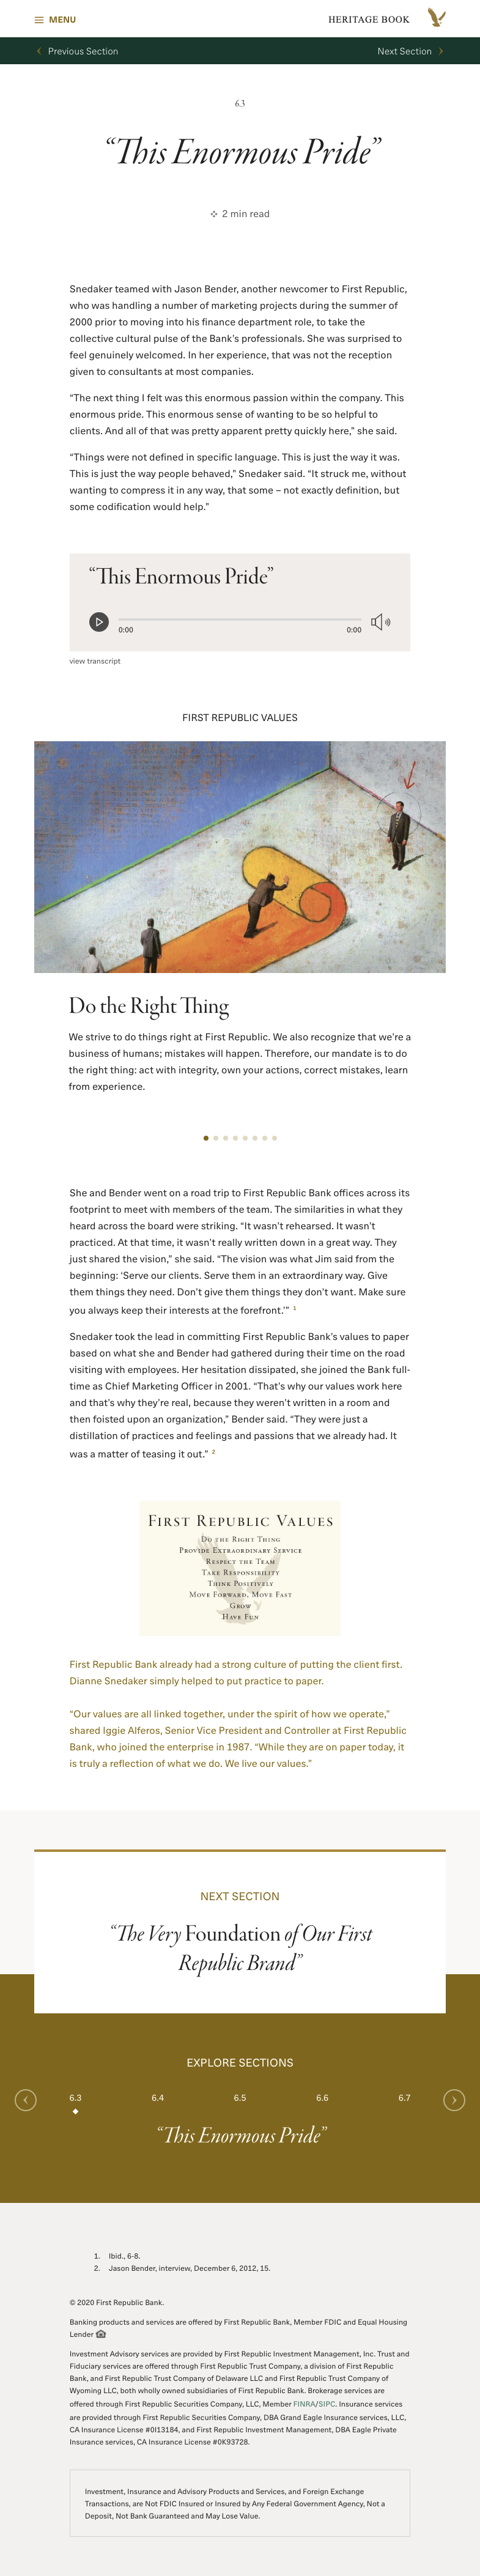 MENU
HERITAGE BOOK
Previous Section
Next Section
6.3
“This Enormous Pride”
2 min read
Snedaker teamed with Jason Bender, another newcomer to First Republic,
who was handling a number of marketing projects during the summer of
2000 prior to moving into his finance department role, to take the
collective cultural pulse of the Bank’s professionals. She was surprised to
feel genuinely welcomed. In her experience, that was not the reception
given to consultants at most companies.
“The next thing I felt was this enormous passion within the company. This
enormous pride. This enormous sense of wanting to be so helpful to
clients. And all of that was pretty apparent pretty quickly here,” she said.
“Things were not defined in specific language. This is just the way it was.
This is just the way people behaved,” Snedaker said. “It struck me, without
wanting to compress it in any way, that some – not exactly definition, but
some codification would help.”
“This Enormous Pride”
0:00
0:00
view transcript
FIRST REPUBLIC VALUES
Do the Right Thing
We strive to do things right at First Republic. We also recognize that we’re a
business of humans; mistakes will happen. Therefore, our mandate is to do
the right thing: act with integrity, own your actions, correct mistakes, learn
from experience.
She and Bender went on a road trip to First Republic Bank offices across its
footprint to meet with members of the team. The similarities in what they
heard across the board were striking. “It wasn’t rehearsed. It wasn’t
practiced. At that time, it wasn’t really written down in a great way. They
just shared the vision,” she said. “The vision was what Jim said from the
beginning: ‘Serve our clients. Serve them in an extraordinary way. Give
them things they need. Don’t give them things they don’t want. Make sure
you always keep their interests at the forefront.’” 1
Snedaker took the lead in committing First Republic Bank’s values to paper
based on what she and Bender had gathered during their time on the road
visiting with employees. Her hesitation dissipated, she joined the Bank full-
time as Chief Marketing Officer in 2001. “That’s why our values work here
and that’s why they’re real, because they weren’t written in a room and
then foisted upon an organization,” Bender said. “They were just a
distillation of practices and feelings and passions that we already had. It
was a matter of teasing it out.” 2
First Republic Values
Do the Right Thing
Provide Extraordinary Service
Respect the Team
Take Responsibility
Think Positively
Move Forward, Move Fast
Grow
Have Fun
First Republic Bank already had a strong culture of putting the client first.
Dianne Snedaker simply helped to put practice to paper.
“Our values are all linked together, under the spirit of how we operate,”
shared Iggie Alferos, Senior Vice President and Controller at First Republic
Bank, who joined the enterprise in 1987. “While they are on paper today, it
is truly a reflection of what we do. We live our values.”
NEXT SECTION
“The Very Foundation of Our First
Republic Brand”
EXPLORE SECTIONS
6.3 6.4 6.5 6.6 6.7
“This Enormous Pride”
1. Ibid., 6-8.
2. Jason Bender, interview, December 6, 2012, 15.
© 2020 First Republic Bank.
Banking products and services are offered by First Republic Bank, Member FDIC and Equal Housing
Lender
Investment Advisory services are provided by First Republic Investment Management, Inc. Trust and
Fiduciary services are offered through First Republic Trust Company, a division of First Republic
Bank, and First Republic Trust Company of Delaware LLC and First Republic Trust Company of
Wyoming LLC, both wholly owned subsidiaries of First Republic Bank. Brokerage services are
offered through First Republic Securities Company, LLC, Member FINRA/SIPC. Insurance services
are provided through First Republic Securities Company, DBA Grand Eagle Insurance services, LLC,
CA Insurance License #0I13184, and First Republic Investment Management, DBA Eagle Private
Insurance services, CA Insurance License #0K93728.
Investment, Insurance and Advisory Products and Services, and Foreign Exchange
Transactions, are Not FDIC Insured or Insured by Any Federal Government Agency, Not a
Deposit, Not Bank Guaranteed and May Lose Value.